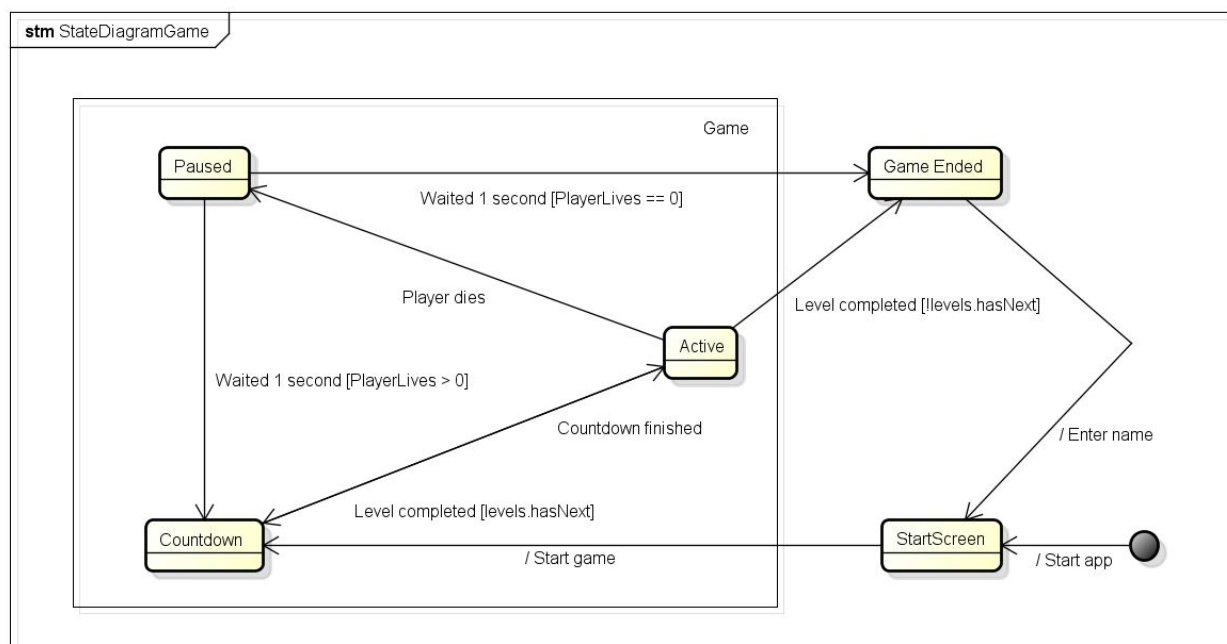 stm StateDiagramGame
Game
Paused
Game Ended
Waited 1 second [PlayerLives == 0]
Player dies
Level completed [!levels.hasNext]
Active
Waited 1 second [PlayerLives > 0]
Countdown finished
/ Enter name
Level completed [levels.hasNext]
Countdown
StartScreen
/ Start game
/ Start app